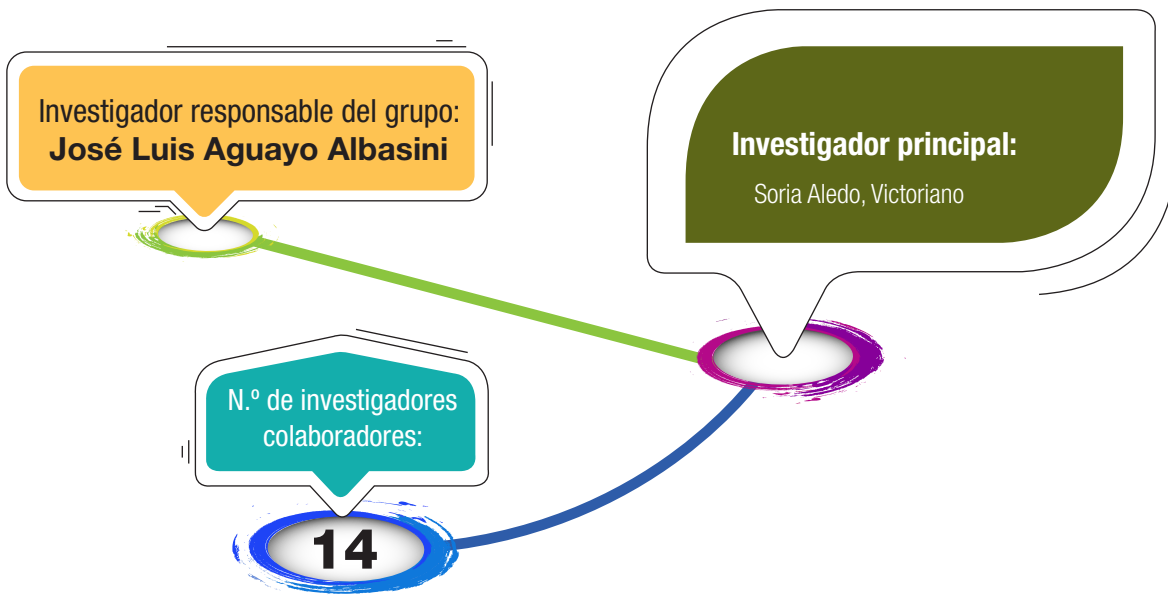 Investigador responsable del grupo:
José Luis Aguayo Albasini
Investigador principal:
Soria Aledo, Victoriano
N.º de investigadores
colaboradores:
14